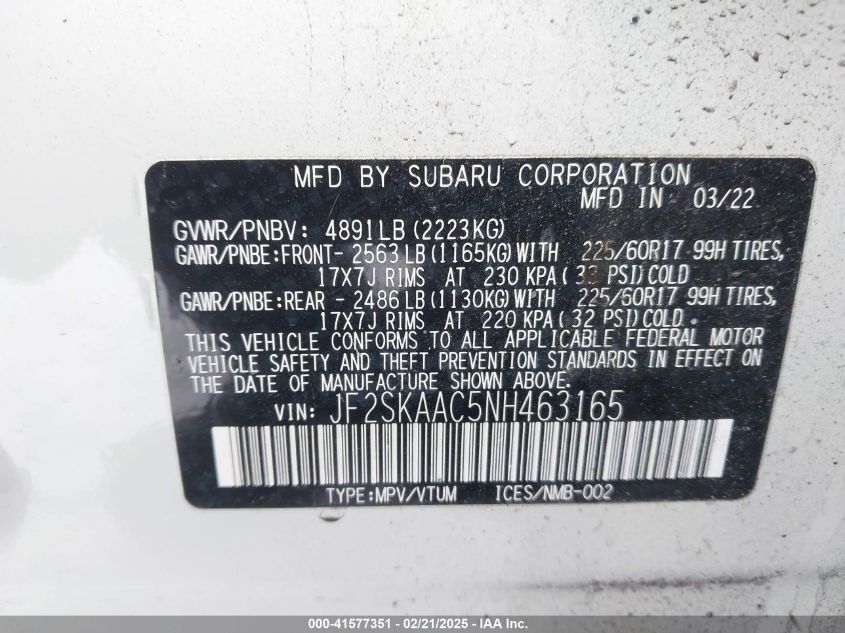 MFD BY SUBARU CORPORATION
MFD IN 03/22
GVWR/PNBV: 4891LB (2223KG)
GAWR/PNBE:FRONT- 2563LB(1165KG)WITH 225/60R17 99H TIRES,
17X7J RIMS AT 230 KPA( 33 PSI)COLD
GAWR/PNBE:REAR - 2486LB(1130KG)WITH 225/60R17 99H TIRES,
17X7J RIMS AT 220 KPA( 32 PSI)COLD.
THIS VEHICLE CONFORMS TO ALL APPLICABLE FEDERAL MOTOR
VEHICLE SAFETY AND THEFT PREVENTION STANDARDS IN EFFECT ON
THE DATE OF MANUFACTURE SHOWN ABOVE.
VIN: JF2SKAAC5NH463165
TYPE:MPV/VTUM ICES/NMB-002
000-41577351 - 02/21/2025 - IAA Inc.